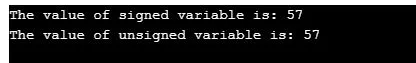 The value of signed variable is: 57
The value of unsigned variable is: 57